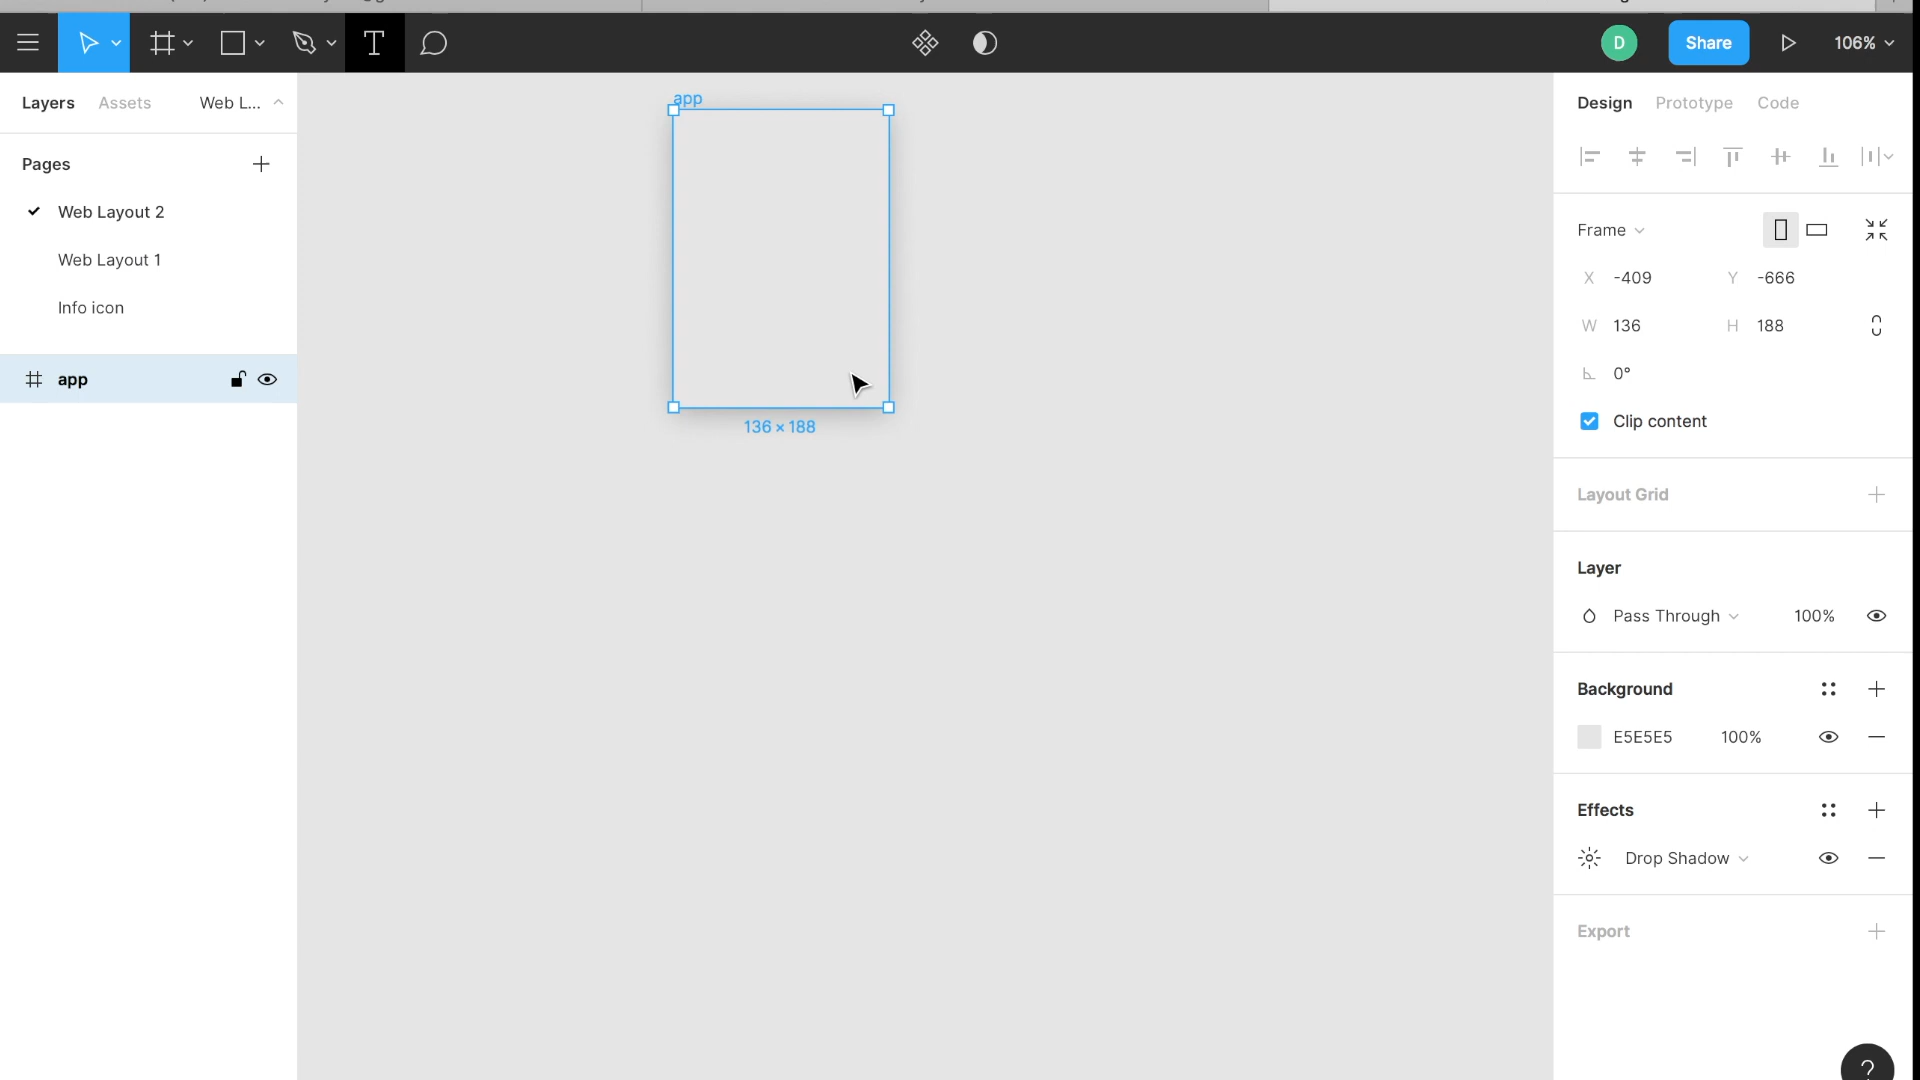 D
Share
106%
Layers
Assets
Web L...
Pages
Web Layout 2
Web Layout 1
Info icon
app
app
136 × 188
Design
Prototype
Code
Frame
X -409
Y -666
W 136
H 188
0°
Clip content
Layout Grid
Layer
Pass Through
100%
Background
E5E5E5
100%
Effects
Drop Shadow
Export
?